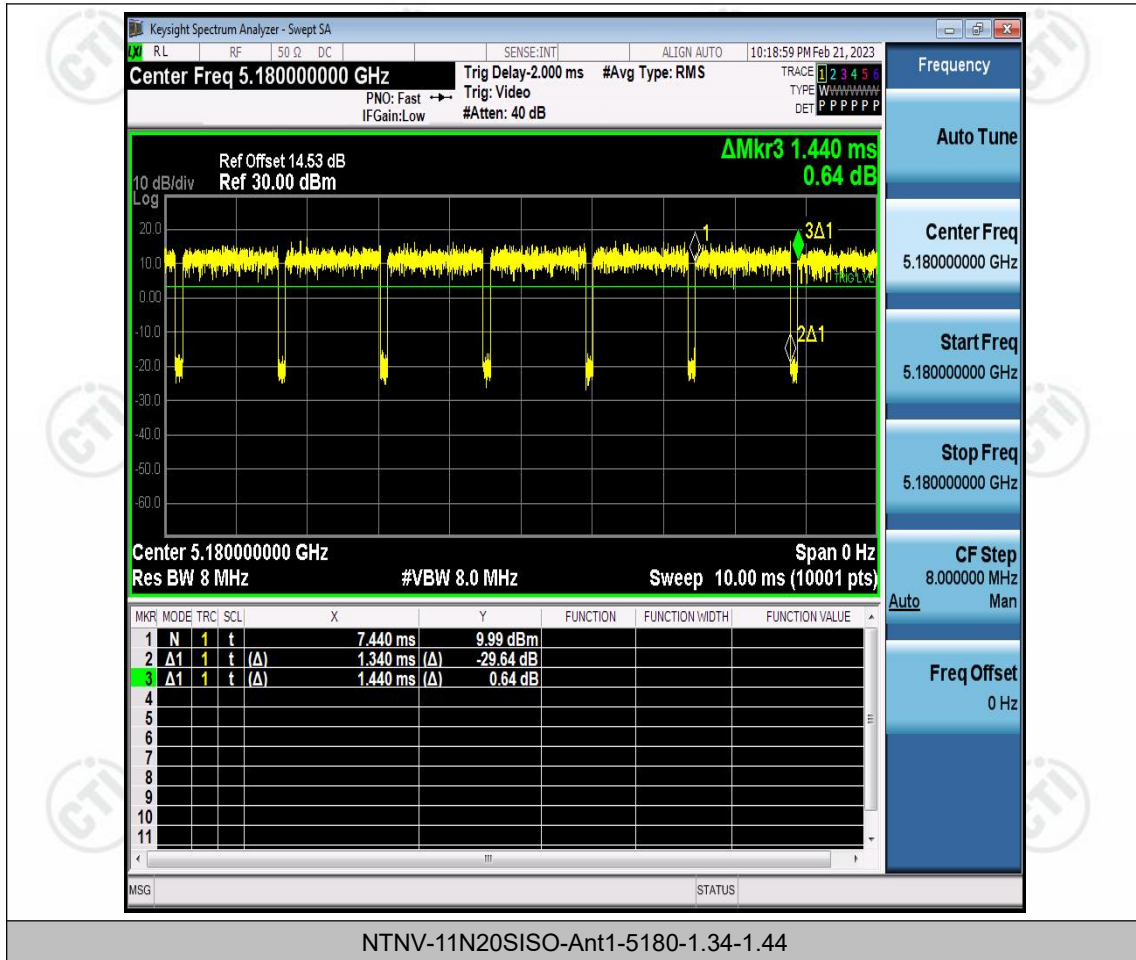 Keysight Spectrum Analyzer - Swept SA
LXI RL RF 50 Ω DC SENSE:INT ALIGN AUTO 10:18:59 PM Feb 21, 2023
Center Freq 5.180000000 GHz
PNO: Fast
IFGain:Low
Trig Delay-2.000 ms
Trig: Video
#Atten: 40 dB
#Avg Type: RMS
TRACE 1 2 3 4 5 6
TYPE WWWWWW
DET P P P P P P
ΔMkr3 1.440 ms
0.64 dB
Ref Offset 14.53 dB
10 dB/div Ref 30.00 dBm
Log
20.0
10.0
0.00
-10.0
-20.0
-30.0
-40.0
-50.0
-60.0
1
3Δ1
2Δ1
TRIG LVL
Center 5.180000000 GHz Span 0 Hz
Res BW 8 MHz #VBW 8.0 MHz Sweep 10.00 ms (10001 pts)
MKR MODE TRC SCL X Y FUNCTION FUNCTION WIDTH FUNCTION VALUE
1 N 1 t 7.440 ms 9.99 dBm
2 Δ1 1 t (Δ) 1.340 ms (Δ) -29.64 dB
3 Δ1 1 t (Δ) 1.440 ms (Δ) 0.64 dB
4
5
6
7
8
9
10
11
MSG STATUS
Frequency
Auto Tune
Center Freq
5.180000000 GHz
Start Freq
5.180000000 GHz
Stop Freq
5.180000000 GHz
CF Step
8.000000 MHz
Auto Man
Freq Offset
0 Hz
CTI
CTI
CTI
CTI
CTI
CTI
NTNV-11N20SISO-Ant1-5180-1.34-1.44